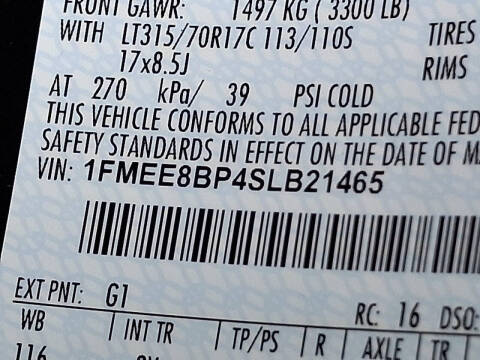 FRONT GAWR: 1497 KG ( 3300 LB)
WITH LT315/70R17C 113/110S TIRES
17x8.5J RIMS
AT 270 kPa/ 39 PSI COLD
THIS VEHICLE CONFORMS TO ALL APPLICABLE FED
SAFETY STANDARDS IN EFFECT ON THE DATE OF M
VIN: 1FMEE8BP4SLB21465
EXT PNT: G1 RC: 16 DSO:
WB INT TR TP/PS R AXLE TR
116